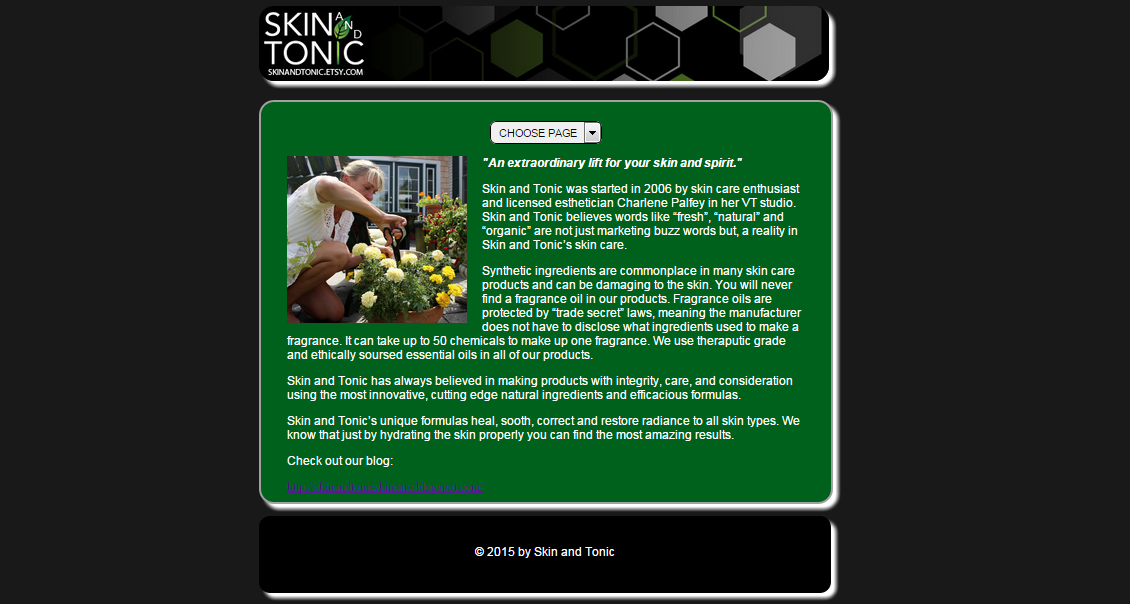 SKIN AND
TONIC
SKINANDTONIC.ETSY.COM
CHOOSE PAGE
"An extraordinary lift for your skin and spirit."
Skin and Tonic was started in 2006 by skin care enthusiast
and licensed esthetician Charlene Palfey in her VT studio.
Skin and Tonic believes words like “fresh”, “natural” and
“organic” are not just marketing buzz words but, a reality in
Skin and Tonic’s skin care.
Synthetic ingredients are commonplace in many skin care
products and can be damaging to the skin. You will never
find a fragrance oil in our products. Fragrance oils are
protected by “trade secret” laws, meaning the manufacturer
does not have to disclose what ingredients used to make a
fragrance. It can take up to 50 chemicals to make up one fragrance. We use theraputic grade
and ethically soursed essential oils in all of our products.
Skin and Tonic has always believed in making products with integrity, care, and consideration
using the most innovative, cutting edge natural ingredients and efficacious formulas.
Skin and Tonic’s unique formulas heal, sooth, correct and restore radiance to all skin types. We
know that just by hydrating the skin properly you can find the most amazing results.
Check out our blog:
© 2015 by Skin and Tonic